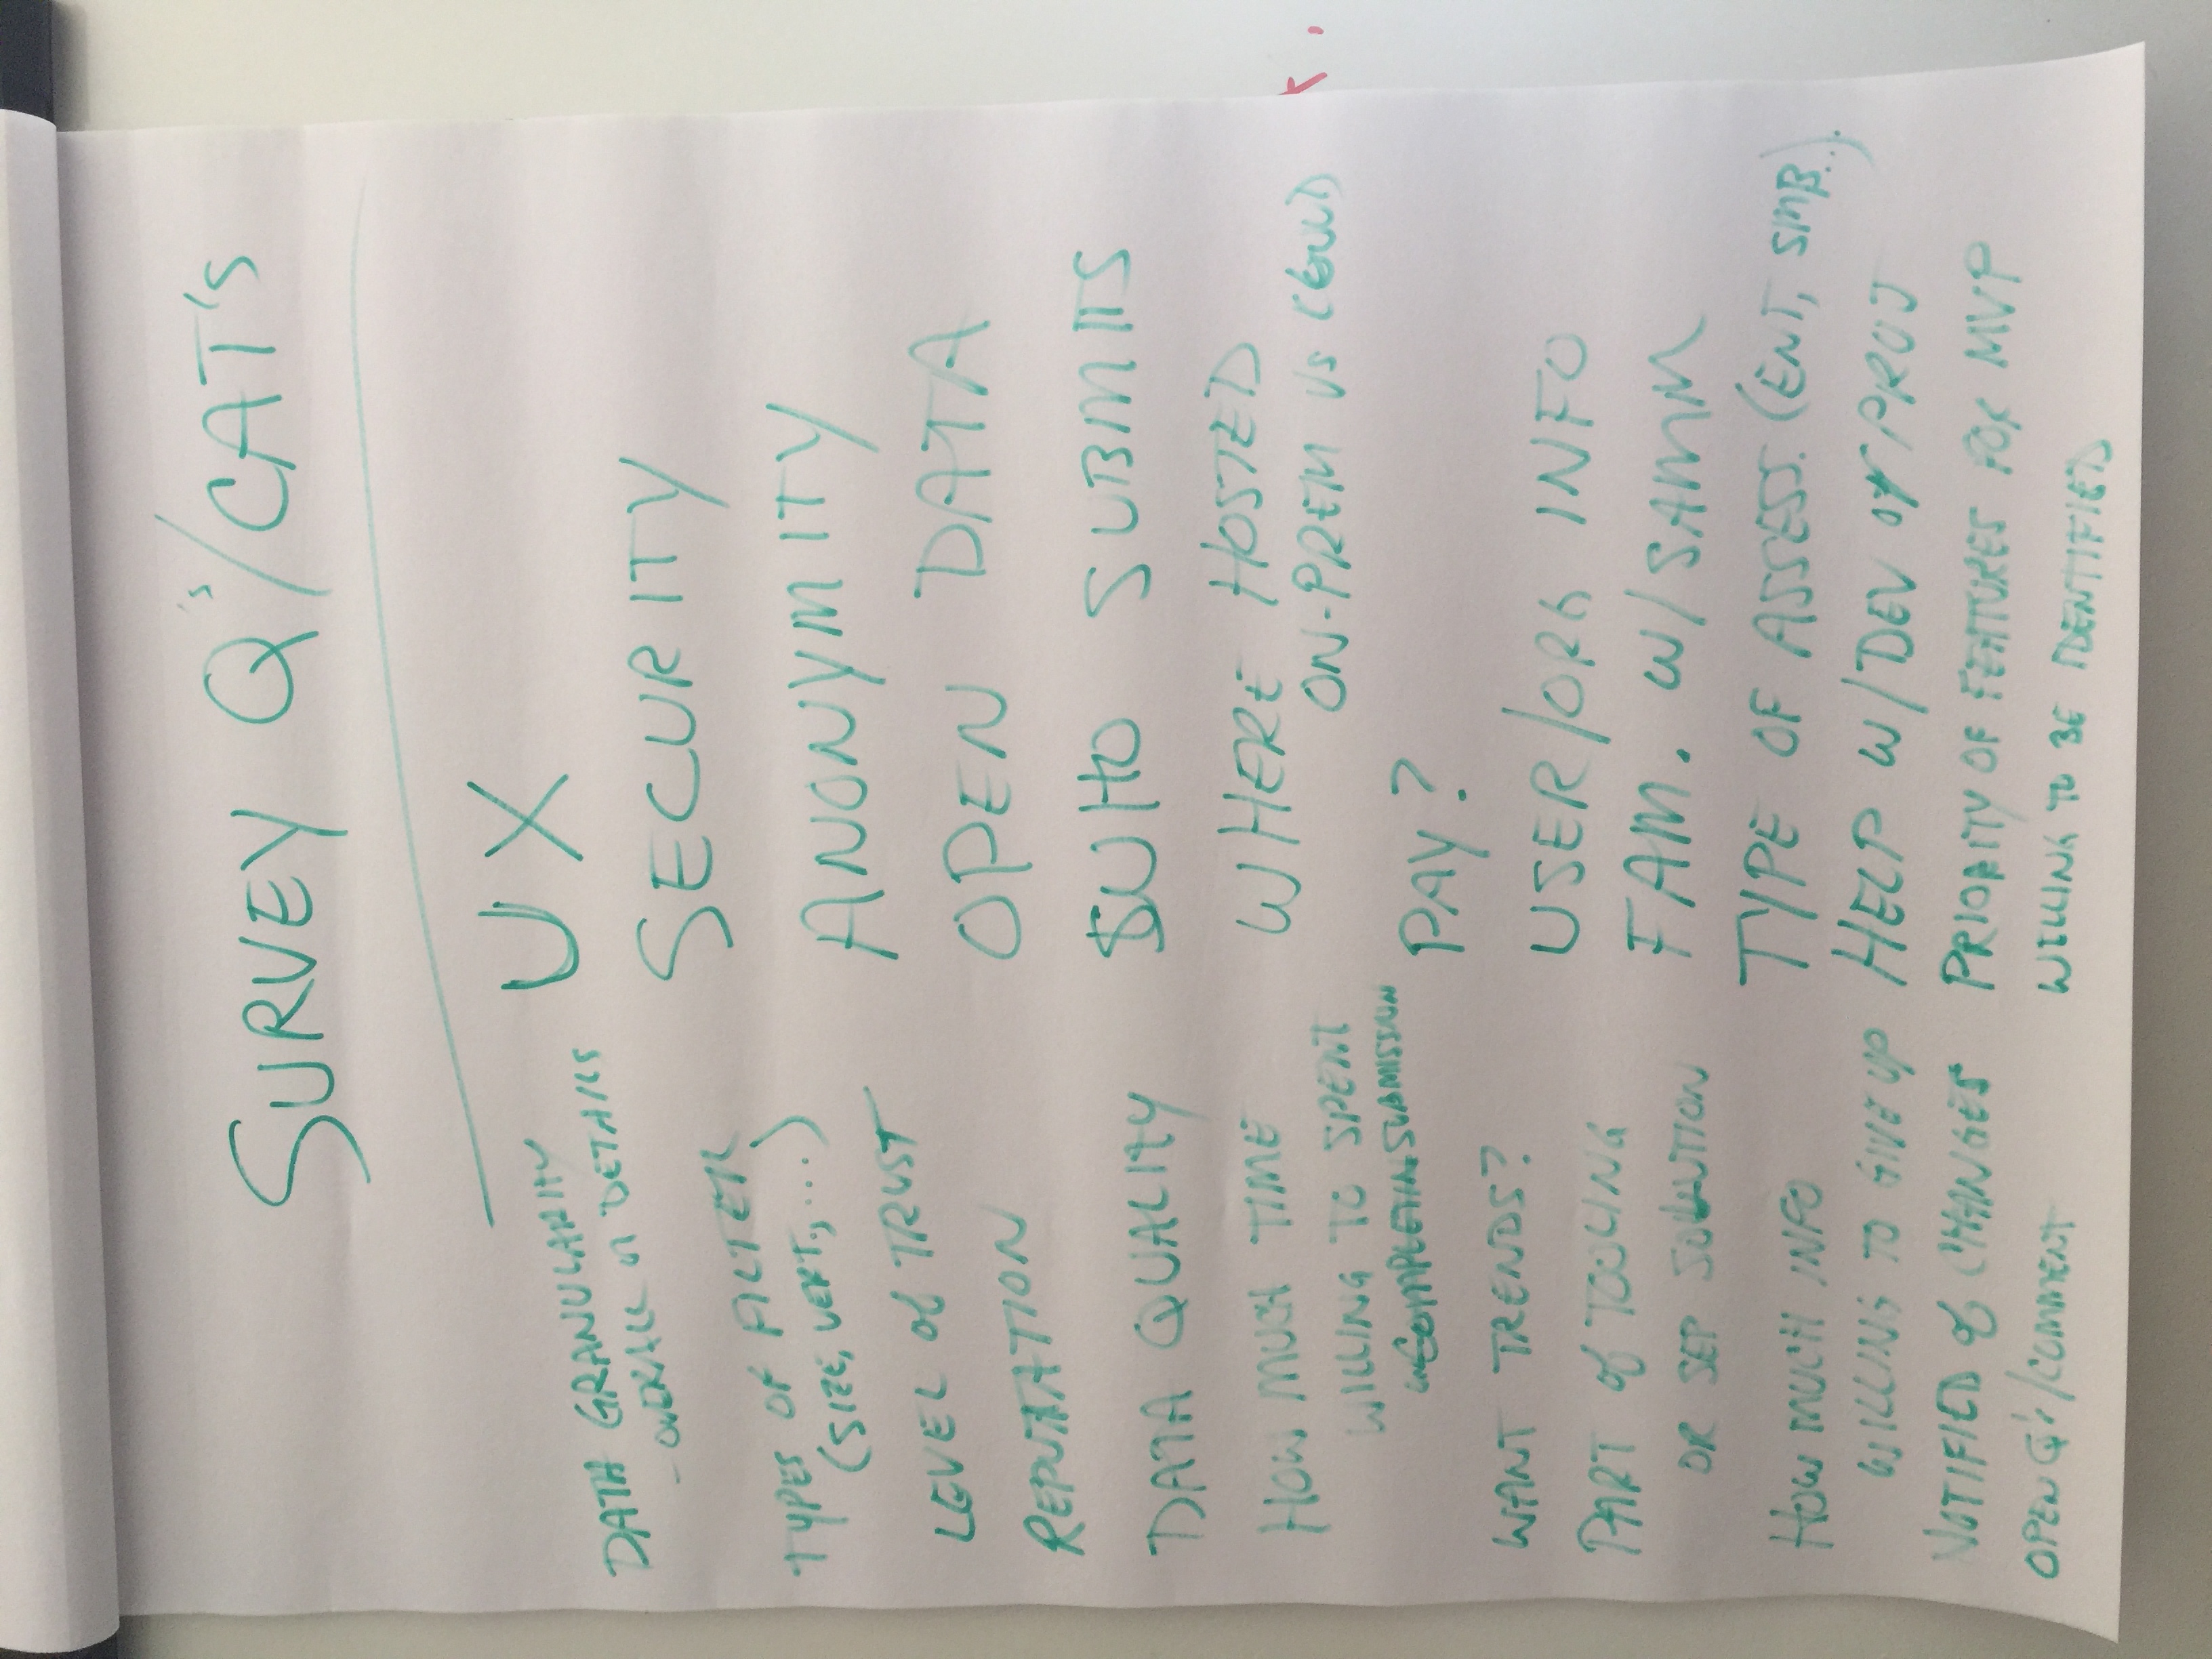 SURVEY Q's/CAT'S
UX
SECURITY
ANONYMITY
OPEN DATA
WHO SUBMITS
WHERE HOSTED
ON-PREM VS CLOUD
PAY?
USER/ORG INFO
FAM. W/SAMM
TYPE OF ASSESS. (ENT, SMB..).
HELP W/DEV OF PROJ
PRIORITY OF FEATURES FOR MVP
WILLING TO BE IDENTIFIED
DATA GRANULARITY
- OVERALL DETAILS
TYPES OF FILTER
(SIZE, VERT., ...)
LEVEL of TRUST
REPUTATION
DATA QUALITY
HOW MUCH TIME
WILLING TO SPENT
SUBMISSION
WANT TRENDS?
PART of TOOLING
OR SEP SOLUTION
HOW MUCH INFO
WILLING TO GIVE UP
NOTIFIED of CHANGES
OPEN Q's/COMMENT